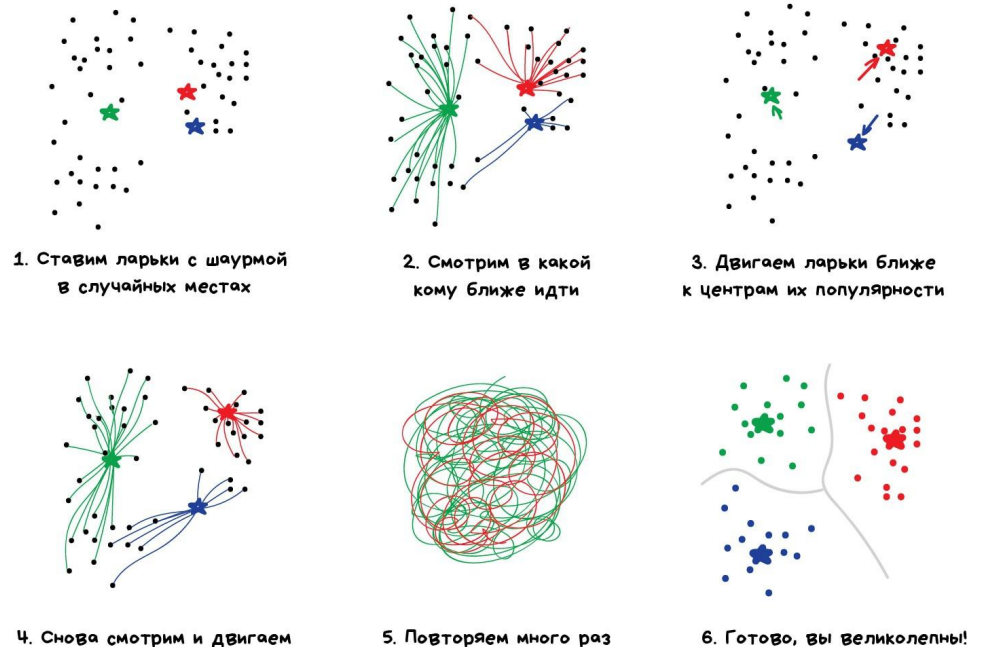 1. Ставим ларьки с шаурмой
в случайных местах
2. Смотрим в какой
кому ближе идти
3. Двигаем ларьки ближе
к центрам их популярности
4. Снова смотрим и двигаем
5. Повторяем много раз
6. Готово, вы великолепны!